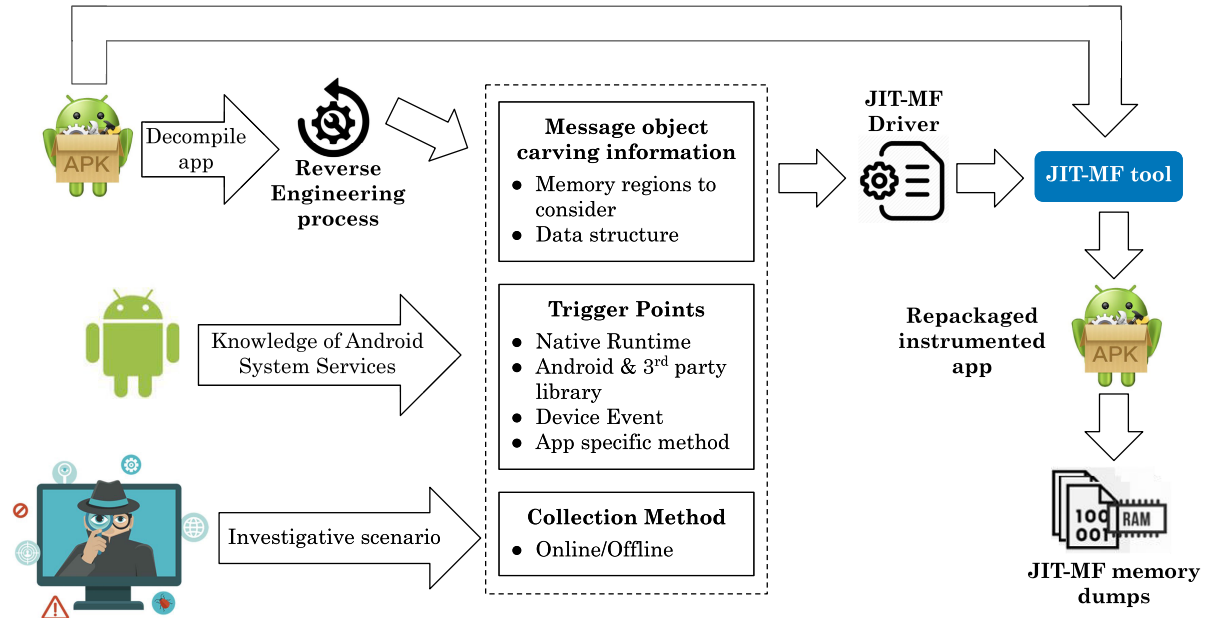 APK
Decompile
app
Reverse
Engineering
process
Message object
carving information
● Memory regions to
consider
● Data structure
JIT-MF
Driver
JIT-MF tool
Knowledge of Android
System Services
Trigger Points
● Native Runtime
● Android & 3rd party
library
● Device Event
● App specific method
Repackaged
instrumented
app
APK
Investigative scenario
Collection Method
● Online/Offline
100
001
RAM
JIT-MF memory
dumps